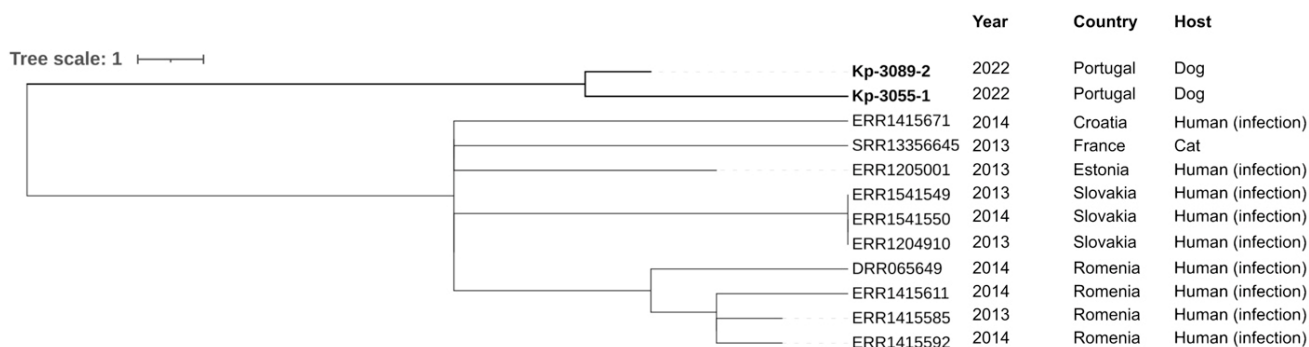 Year Country Host
Tree scale: 1
Kp-3089-2 2022 Portugal Dog
Kp-3055-1 2022 Portugal Dog
ERR1415671 2014 Croatia Human (infection)
SRR13356645 2013 France Cat
ERR1205001 2013 Estonia Human (infection)
ERR1541549 2013 Slovakia Human (infection)
ERR1541550 2014 Slovakia Human (infection)
ERR1204910 2013 Slovakia Human (infection)
DRR065649 2014 Romenia Human (infection)
ERR1415611 2014 Romenia Human (infection)
ERR1415585 2013 Romenia Human (infection)
ERR1415592 2014 Romenia Human (infection)